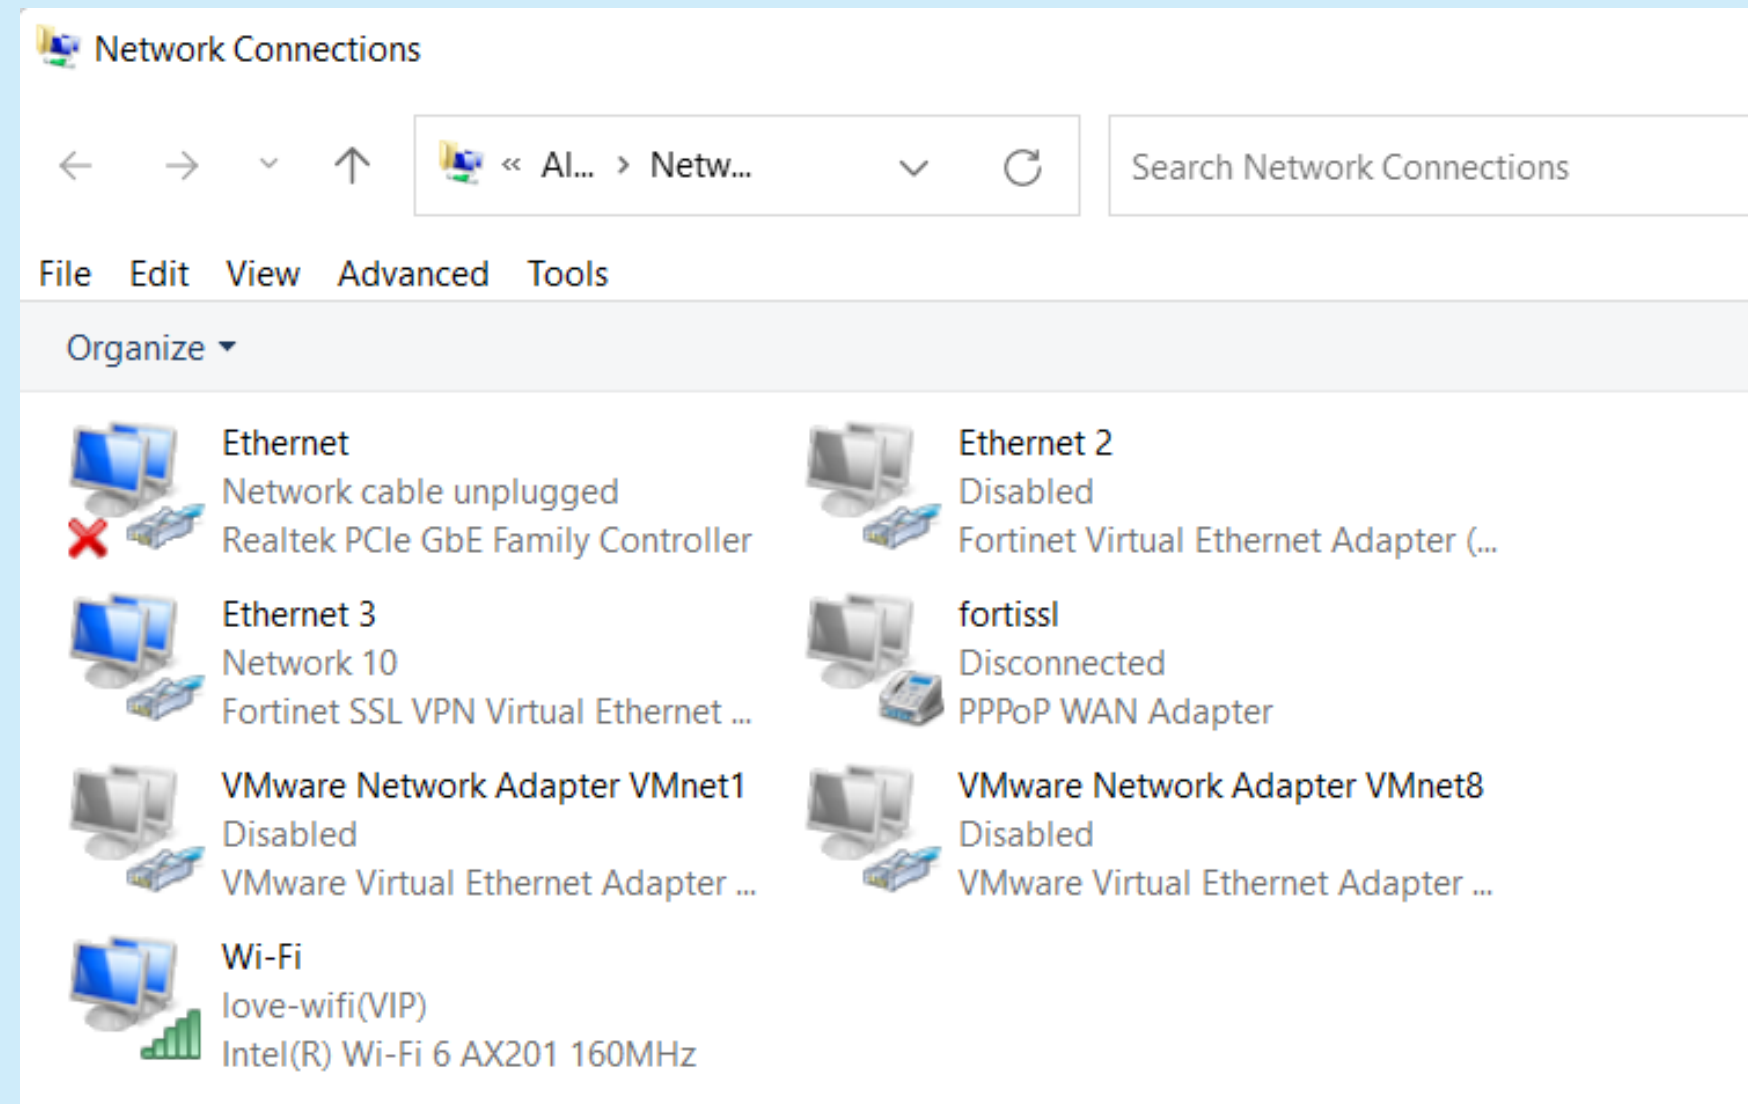 Network Connections
« Al... > Netw...
Search Network Connections
File Edit View Advanced Tools
Organize
Ethernet
Network cable unplugged
Realtek PCIe GbE Family Controller
Ethernet 2
Disabled
Fortinet Virtual Ethernet Adapter (...
Ethernet 3
Network 10
Fortinet SSL VPN Virtual Ethernet ...
fortissl
Disconnected
PPPoP WAN Adapter
VMware Network Adapter VMnet1
Disabled
VMware Virtual Ethernet Adapter ...
VMware Network Adapter VMnet8
Disabled
VMware Virtual Ethernet Adapter ...
Wi-Fi
love-wifi(VIP)
Intel(R) Wi-Fi 6 AX201 160MHz